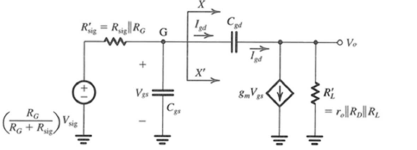 X
R'sig = Rsig||RG
G
Igd
Cgd
Vo
X'
Igd
+
Vgs
−
Cgs
gmVgs
R'L
= ro||RD||RL
(RG / (RG + Rsig)) Vsig
+
−